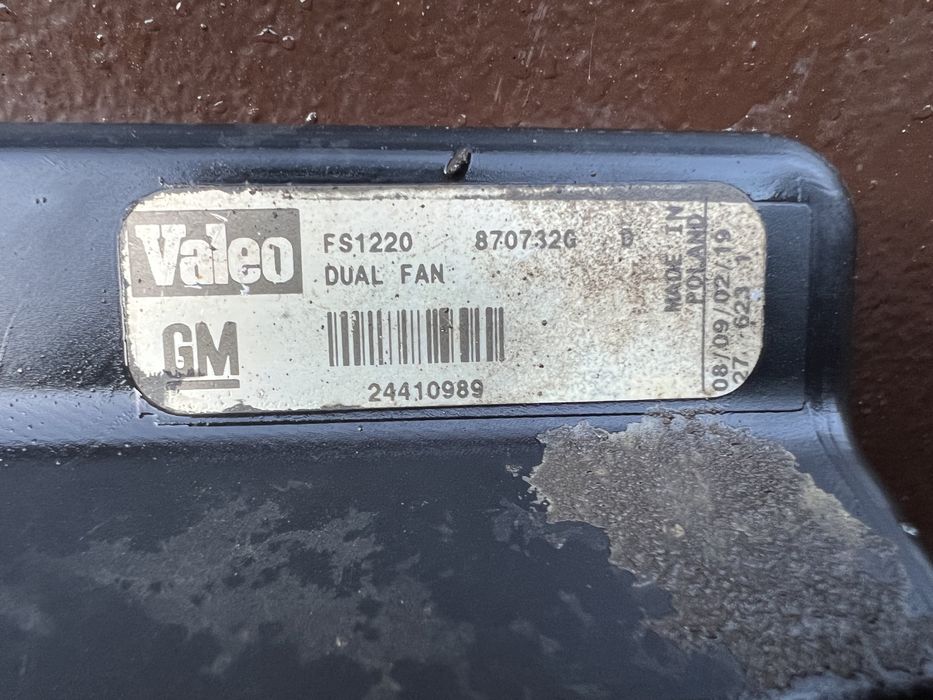 Valeo
FS1220 870732G D
DUAL FAN
GM
24410989
MADE IN
POLAND
08/09/02/19
27. 623 1